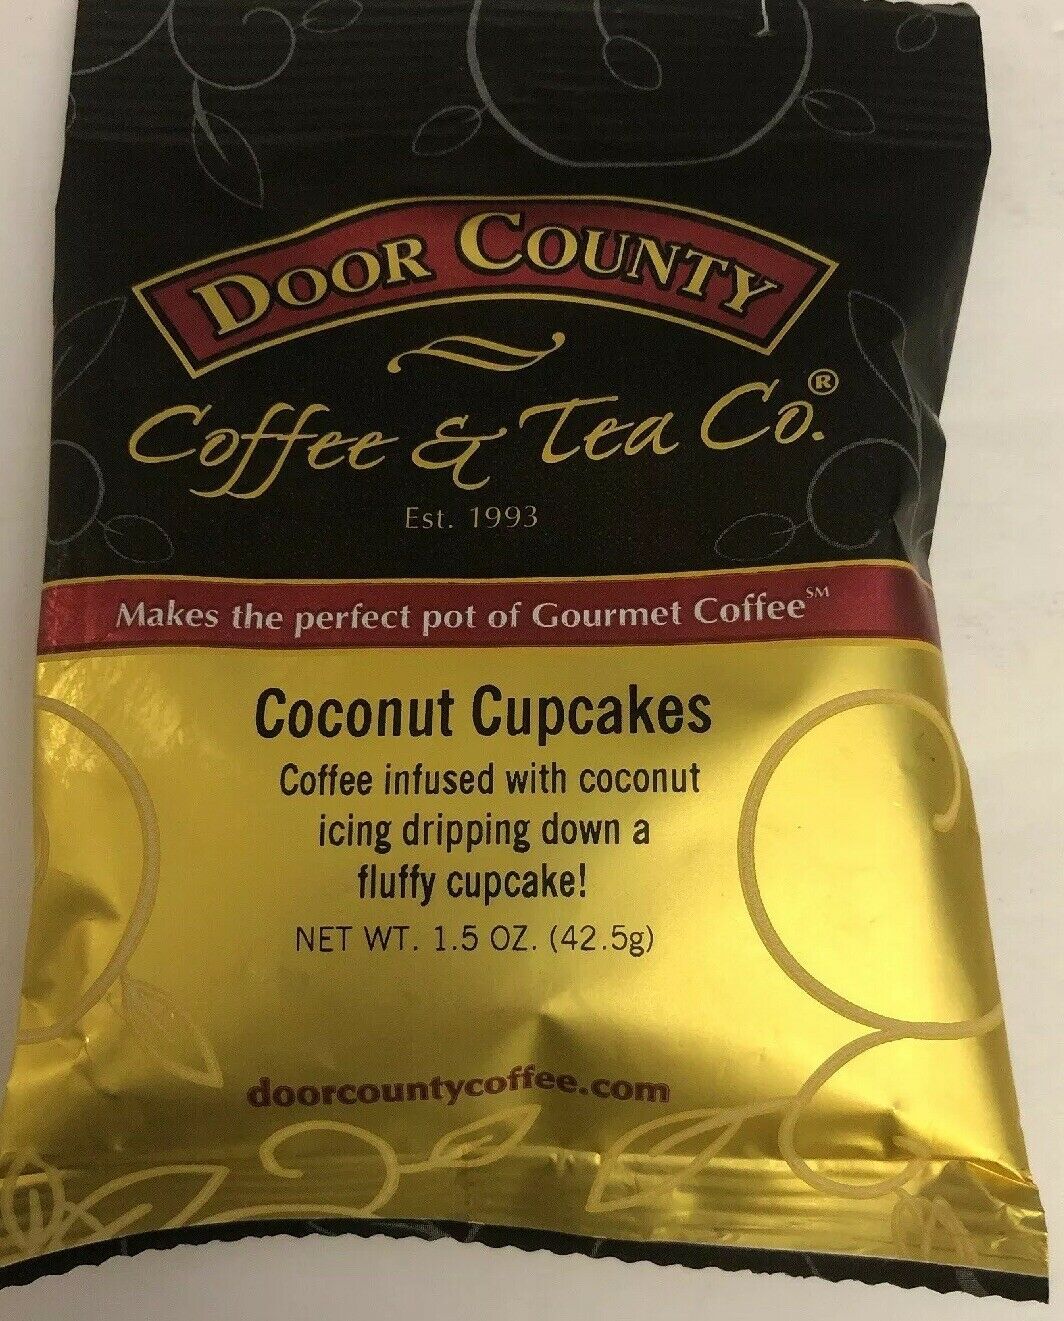 DOOR COUNTY
Coffee & Tea Co.®
Est. 1993
Makes the perfect pot of Gourmet Coffee℠
Coconut Cupcakes
Coffee infused with coconut
icing dripping down a
fluffy cupcake!
NET WT. 1.5 OZ. (42.5g)
doorcountycoffee.com